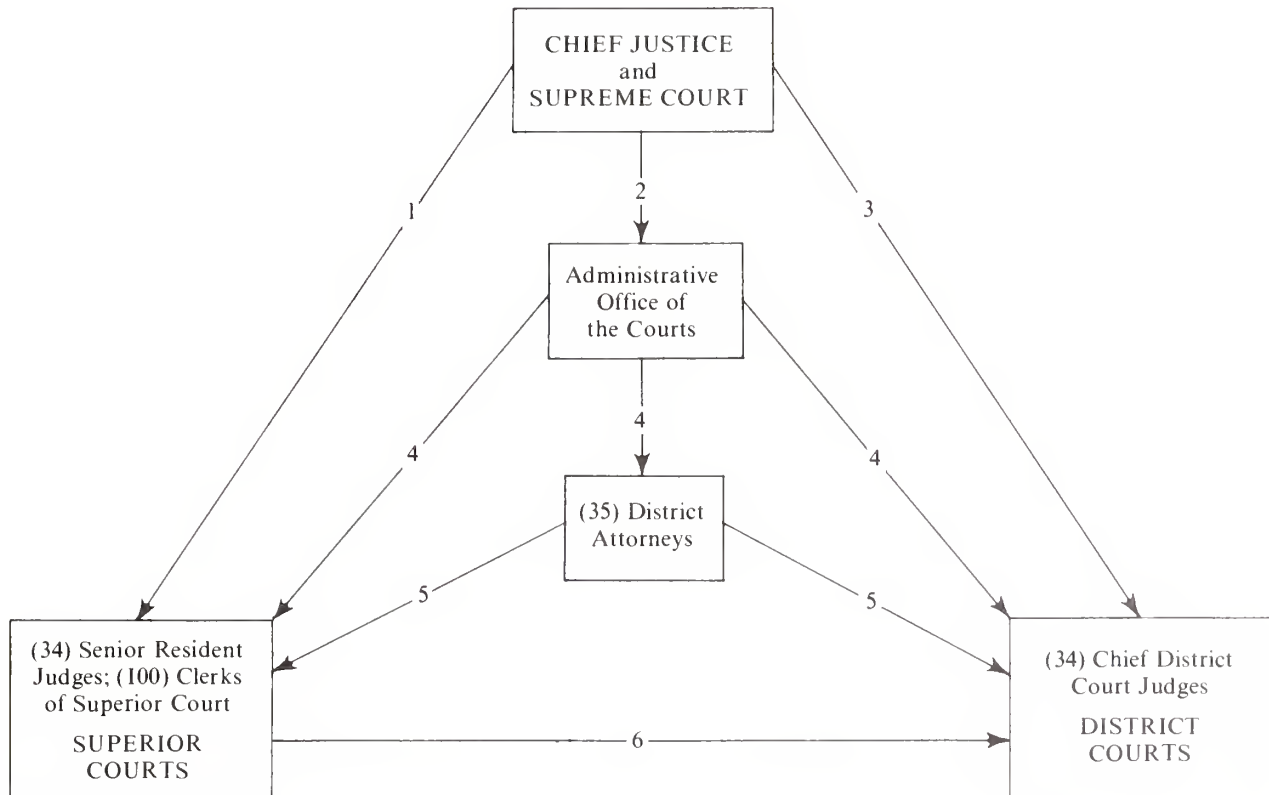 CHIEF JUSTICE
and
SUPREME COURT
1
2
3
Administrative
Office of
the Courts
4
4
4
(35) District
Attorneys
5
5
(34) Senior Resident
Judges; (100) Clerks
of Superior Court
SUPERIOR
COURTS
6
(34) Chief District
Court Judges
DISTRICT
COURTS